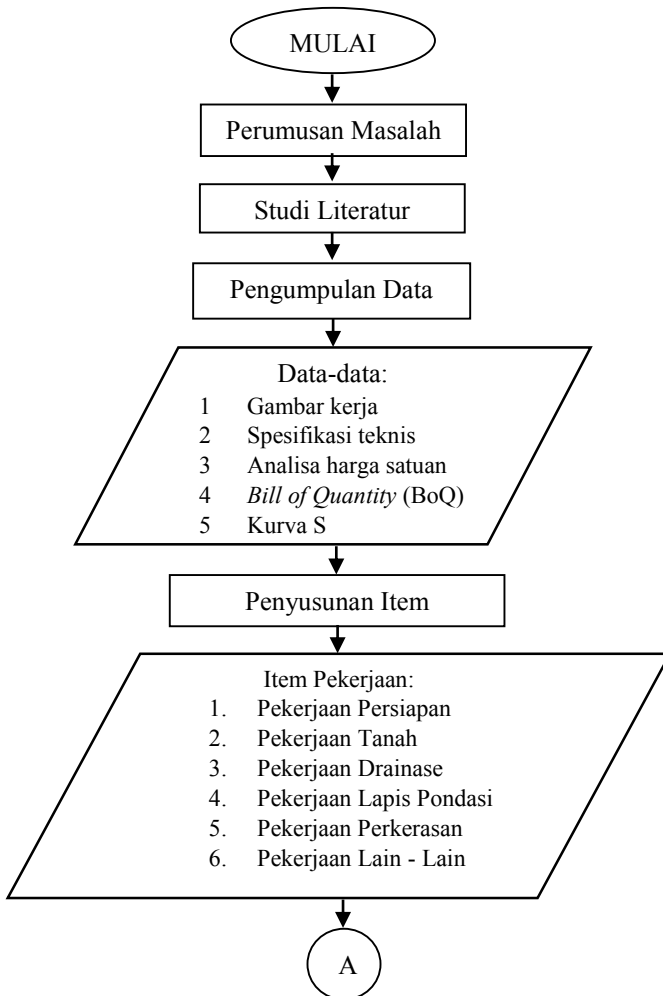 MULAI
Perumusan Masalah
Studi Literatur
Pengumpulan Data
Data-data:
1 Gambar kerja
2 Spesifikasi teknis
3 Analisa harga satuan
4 Bill of Quantity (BoQ)
5 Kurva S
Penyusunan Item
Item Pekerjaan:
1. Pekerjaan Persiapan
2. Pekerjaan Tanah
3. Pekerjaan Drainase
4. Pekerjaan Lapis Pondasi
5. Pekerjaan Perkerasan
6. Pekerjaan Lain - Lain
A